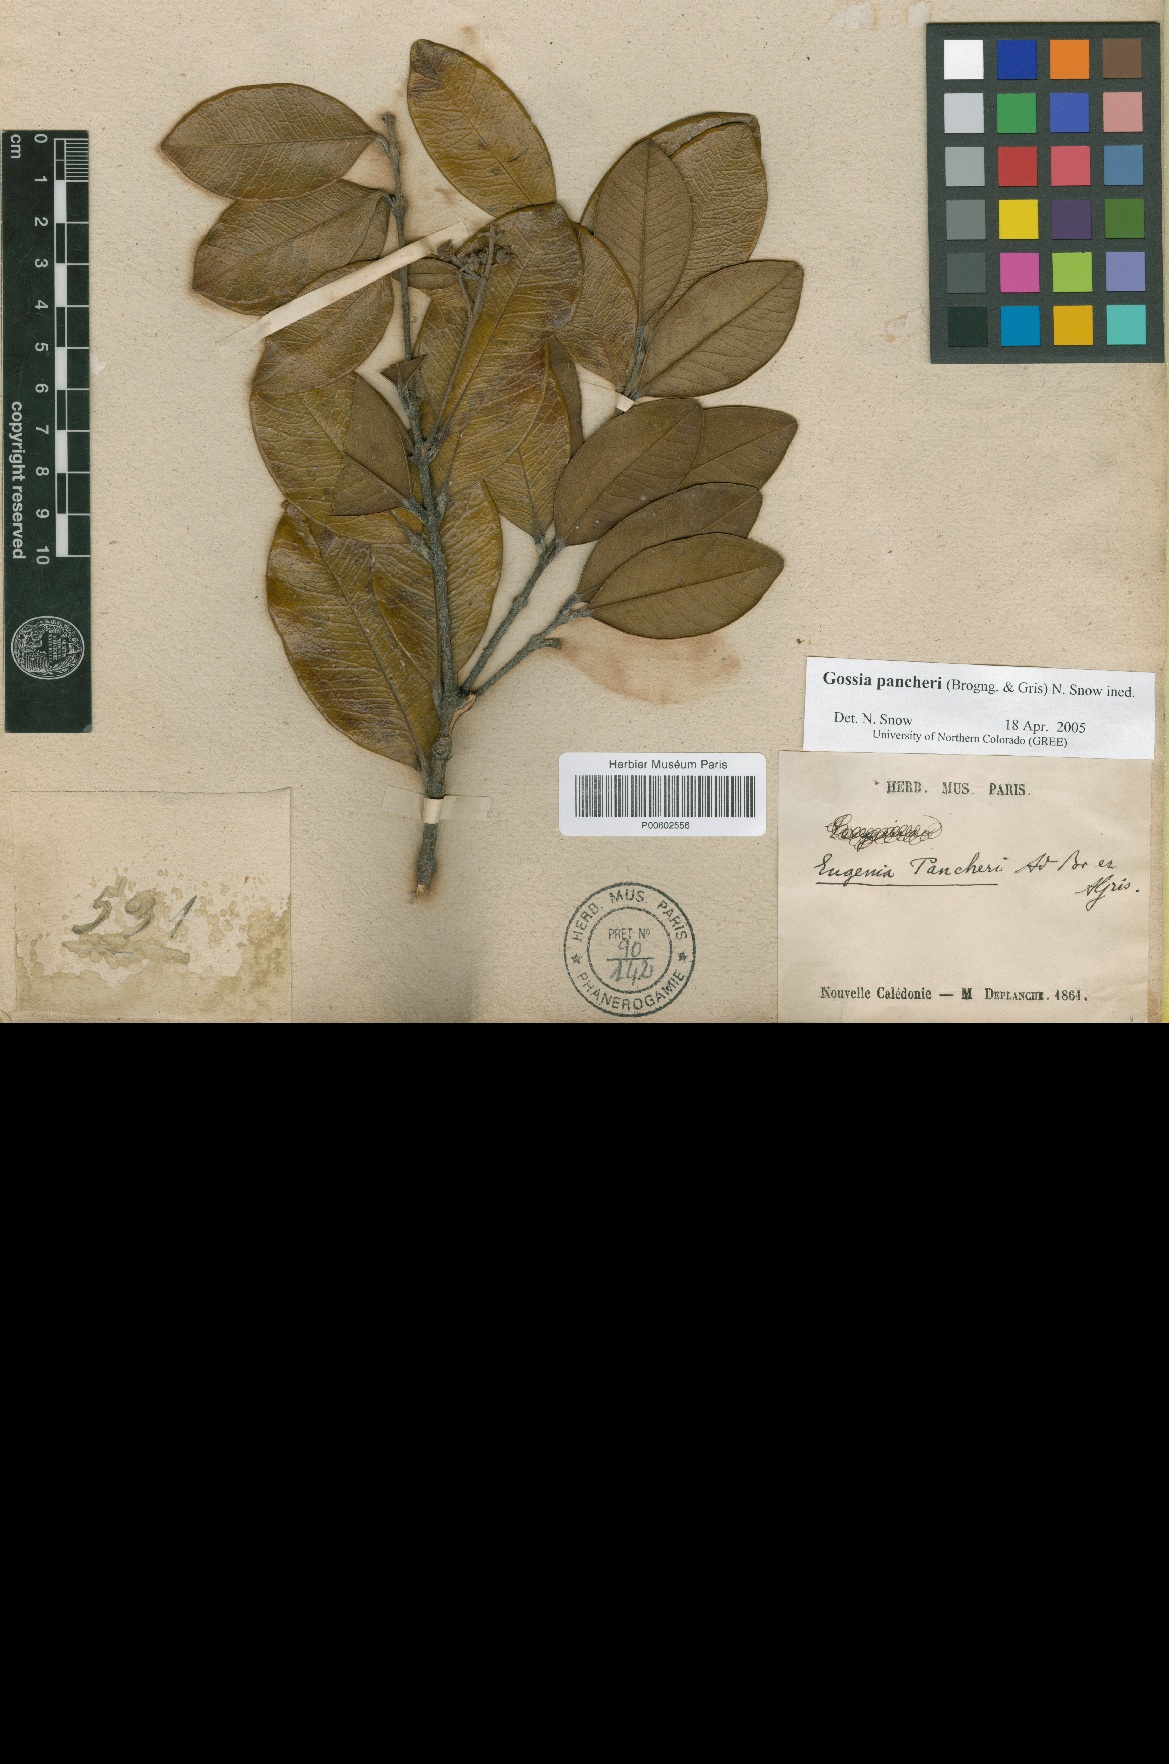 cm
0
1
2
3
4
5
6
7
8
9
10
copyright reserved
Gossia pancheri (Brogng. & Gris) N. Snow ined.
Det. N. Snow 18 Apr. 2005
University of Northern Colorado (GREE)
Herbier Muséum Paris
P00602556
HERB. MUS. PARIS.
Eugenia Pancheri Ad Br et
AGris.
Nouvelle Calédonie — M DEPLANCHE. 1861.
591
HERB. MUS. PARIS
PRET Nº
90
142
PHANEROGAMIE